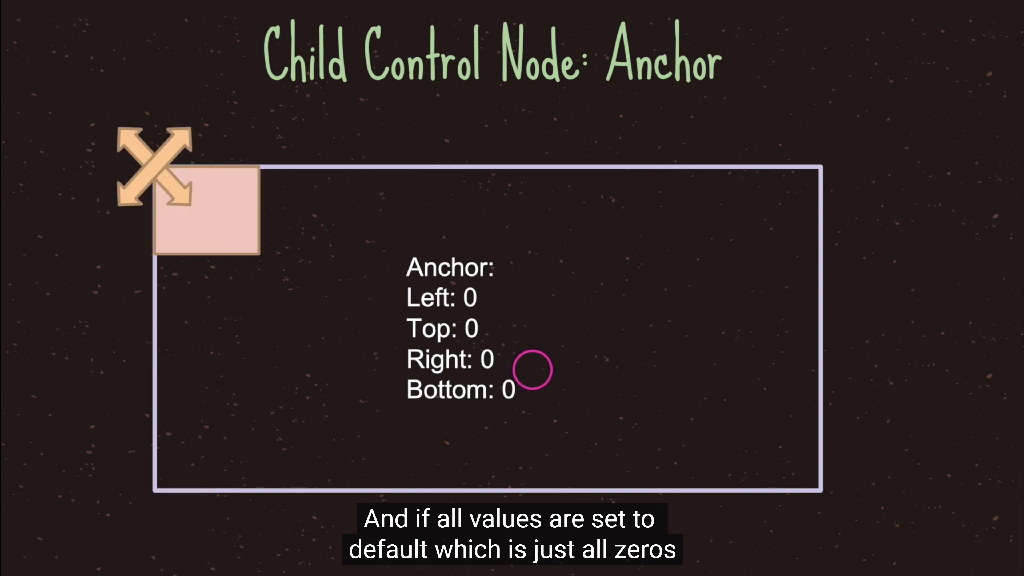 Child Control Node: Anchor
Anchor:
Left: 0
Top: 0
Right: 0
Bottom: 0
And if all values are set to
default which is just all zeros